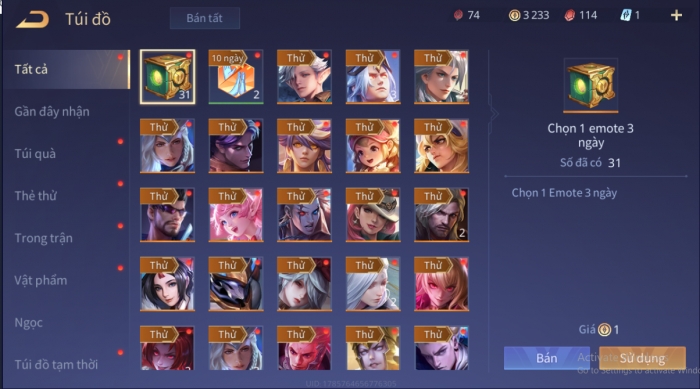 Túi đồ
Bán tất
74
3 233
114
1
Tất cả
Gần đây nhận
Túi quà
Thẻ thử
Trong trận
Vật phẩm
Ngọc
Túi đồ tạm thời
31
10 ngày
2
Thử
Thử
3
Thử
Thử
Thử
Thử
Thử
Thử
Thử
Thử
Thử
Thử
Thử
2
Thử
Thử
Thử
Thử
2
Thử
Thử
Thử
Thử
Thử
Thử
Chọn 1 emote 3
ngày
Số đã có 31
Chọn 1 Emote 3 ngày
Giá 1
Bán
Sử dụng
Go to Settings to activate Wind